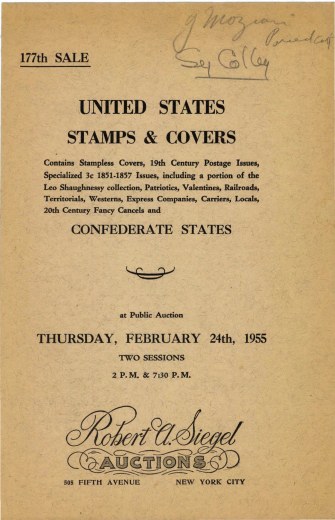 177th SALE
UNITED STATES
STAMPS & COVERS
Contains Stampless Covers, 19th Century Postage Issues,
Specialized 3c 1851-1857 Issues, including a portion of the
Leo Shaughnessy collection, Patriotics, Valentines, Railroads,
Territorials, Westerns, Express Companies, Carriers, Locals,
20th Century Fancy Cancels and
CONFEDERATE STATES
at Public Auction
THURSDAY, FEBRUARY 24th, 1955
TWO SESSIONS
2 P.M. & 7:30 P.M.
Robert A. Siegel
AUCTIONS
505 FIFTH AVENUE NEW YORK CITY